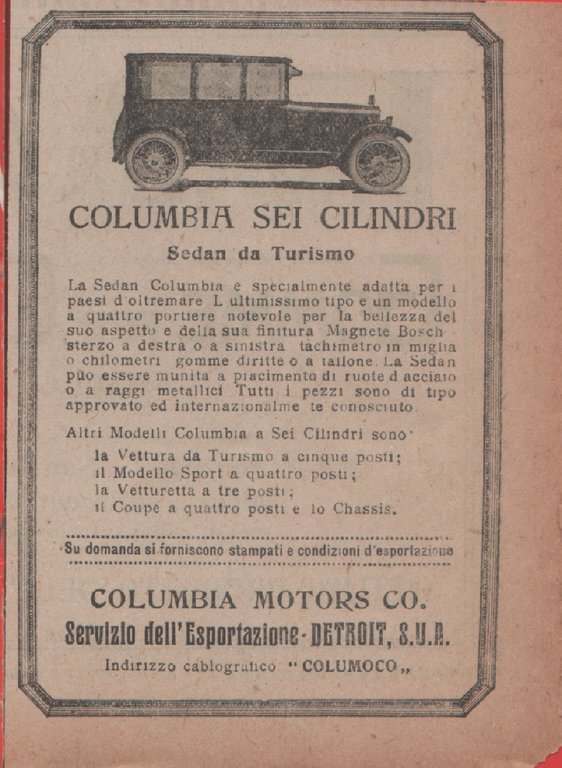 COLUMBIA SEI CILINDRI
Sedan da Turismo
La Sedan Columbia e specialmente adatta per i
paesi d'oltremare L ultimissimo tipo e un modello
a quattro portiere notevole per la bellezza del
suo aspetto e della sua finitura Magnete Bosch
sterzo a destra o a sinistra tachimetro in miglia
o chilometri gomme diritte o a tallone. La Sedan
può essere munita a piacimento di ruote d acciaio
o a raggi metallici Tutti i pezzi sono di tipo
approvato ed internazionalme te conosciuto.
Altri Modelli Columbia a Sei Cilindri sono
la Vettura da Turismo a cinque posti;
il Modello Sport a quattro posti;
la Vetturetta a tre posti;
il Coupe a quattro posti e lo Chassis.
Su domanda si forniscono stampati e condizioni d'esportazione
COLUMBIA MOTORS CO.
Servizio dell'Esportazione - DETROIT, S.U.A.
Indirizzo cablografico "COLUMOCO„